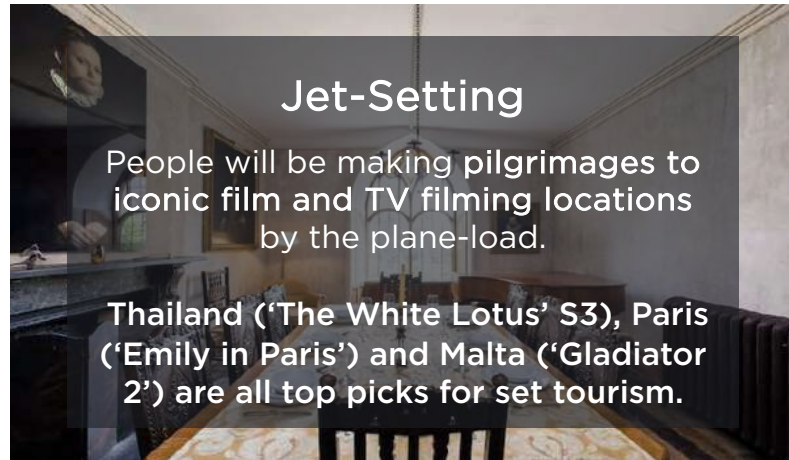 Jet-Setting
People will be making pilgrimages to
iconic film and TV filming locations
by the plane-load.
Thailand (‘The White Lotus’ S3), Paris
(‘Emily in Paris’) and Malta (‘Gladiator
2’) are all top picks for set tourism.